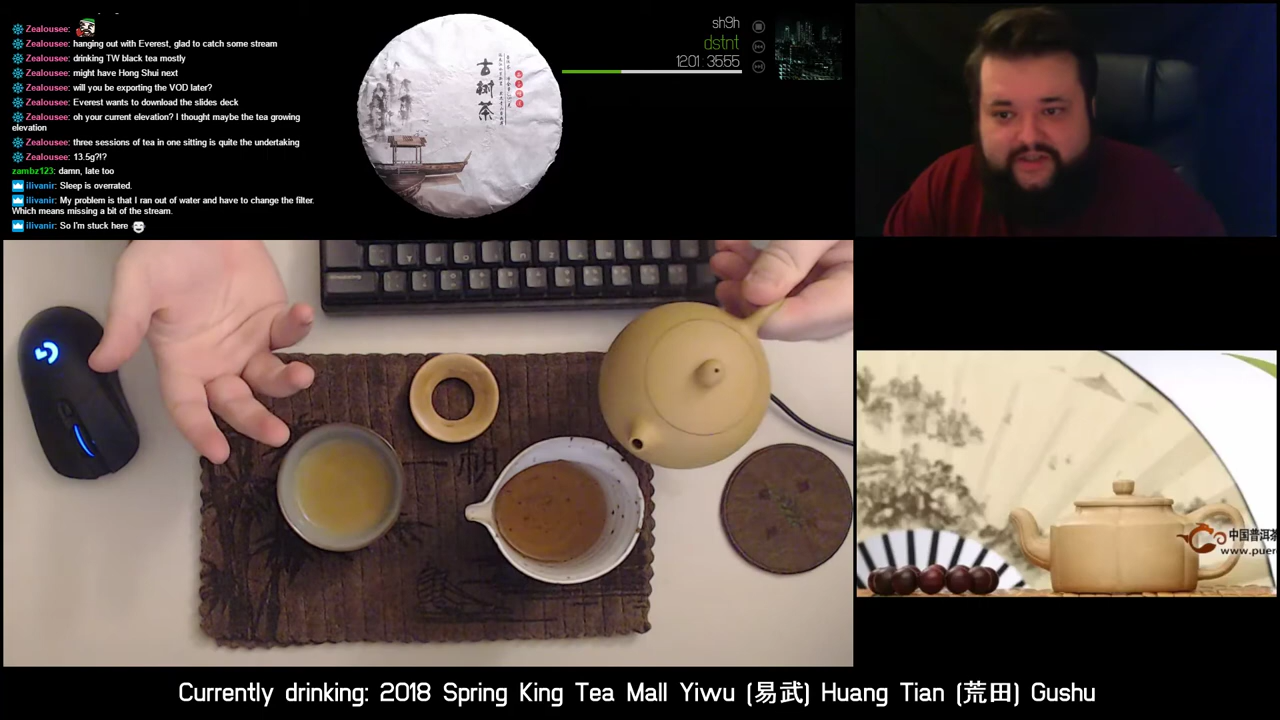 Zealousee:
Zealousee: hanging out with Everest, glad to catch some stream
Zealousee: drinking TW black tea mostly
Zealousee: might have Hong Shui next
Zealousee: will you be exporting the VOD later?
Zealousee: Everest wants to download the slides deck
Zealousee: oh your current elevation? I thought maybe the tea growing
elevation
Zealousee: three sessions of tea in one sitting is quite the undertaking
Zealousee: 13.5g?!?
zambz123: damn, late too
ilivanir: Sleep is overrated.
ilivanir: My problem is that I ran out of water and have to change the filter.
Which means missing a bit of the stream.
ilivanir: So I'm stuck here
古树茶
sh9h
dstnt
12:01 35:55
中国普洱茶
www.puer
Currently drinking: 2018 Spring King Tea Mall Yiwu (易武) Huang Tian (荒田) Gushu